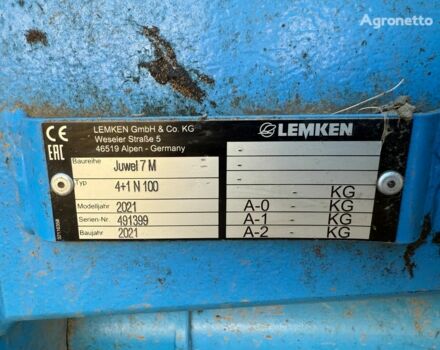 Agronetto
CE
EAC
LEMKEN GmbH & Co. KG
Weseler Straße 5
46519 Alpen - Germany
Baureihe Juwel 7 M
Typ 4+1 N 100
Modelljahr 2021
Serien-Nr. 491399
Baujahr 2021
LEMKEN
KG
A-0 KG
A-1 KG
A-2 KG